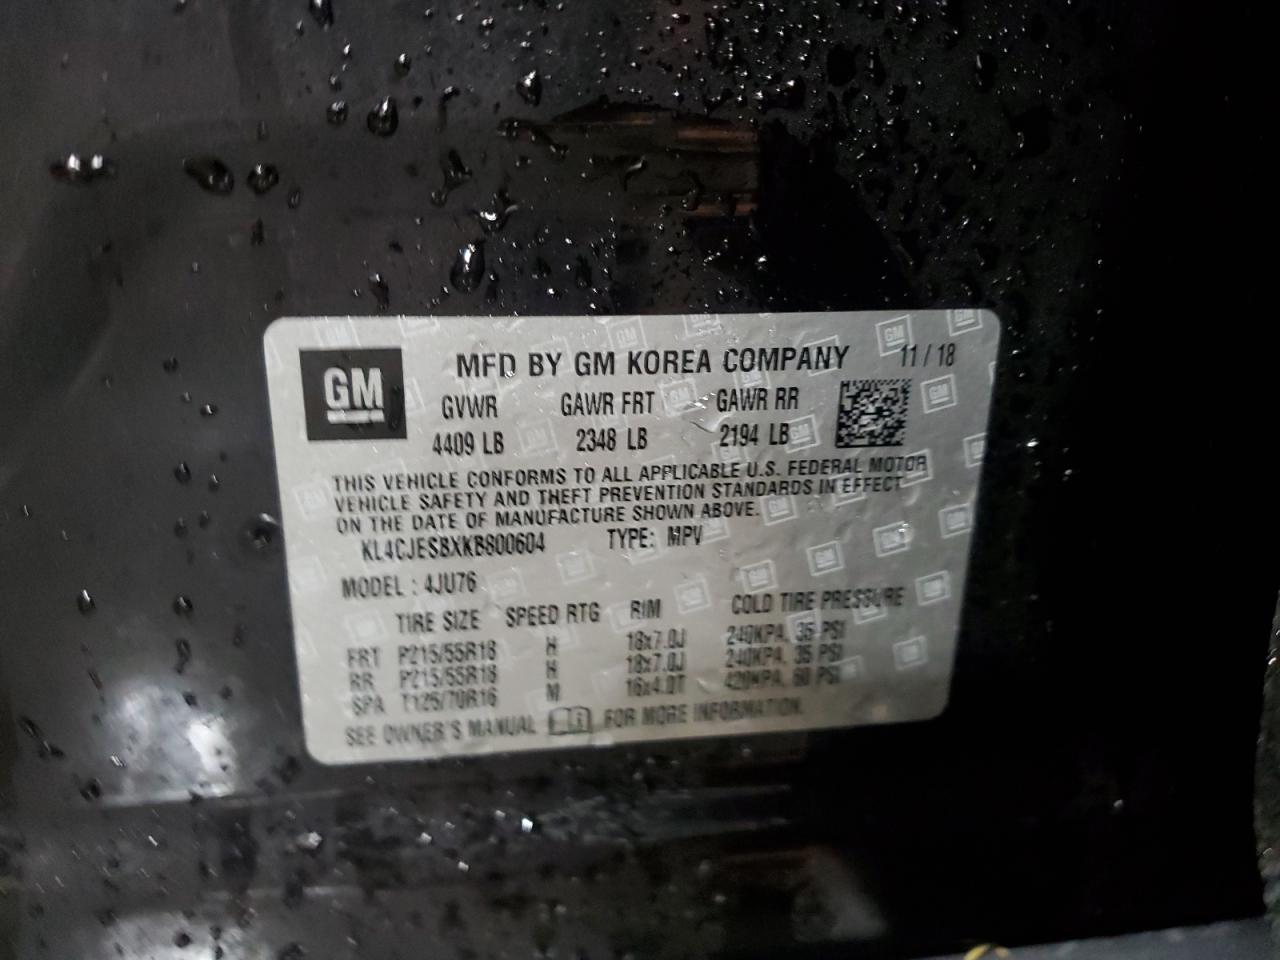 GM
MFD BY GM KOREA COMPANY 11 / 18
GVWR GAWR FRT GAWR RR
4409 LB 2348 LB 2194 LB
THIS VEHICLE CONFORMS TO ALL APPLICABLE U.S. FEDERAL MOTOR
VEHICLE SAFETY AND THEFT PREVENTION STANDARDS IN EFFECT
ON THE DATE OF MANUFACTURE SHOWN ABOVE.
KL4CJESBXKB800604 TYPE: MPV
MODEL : 4JU76
TIRE SIZE SPEED RTG RIM COLD TIRE PRESSURE
FRT P215/55R18 H 18x7.0J 240KPA, 35 PSI
RR P215/55R18 H 18x7.0J 240KPA, 35 PSI
SPA T125/70R16 M 16x4.0T 420KPA, 60 PSI
SEE OWNER'S MANUAL FOR MORE INFORMATION.